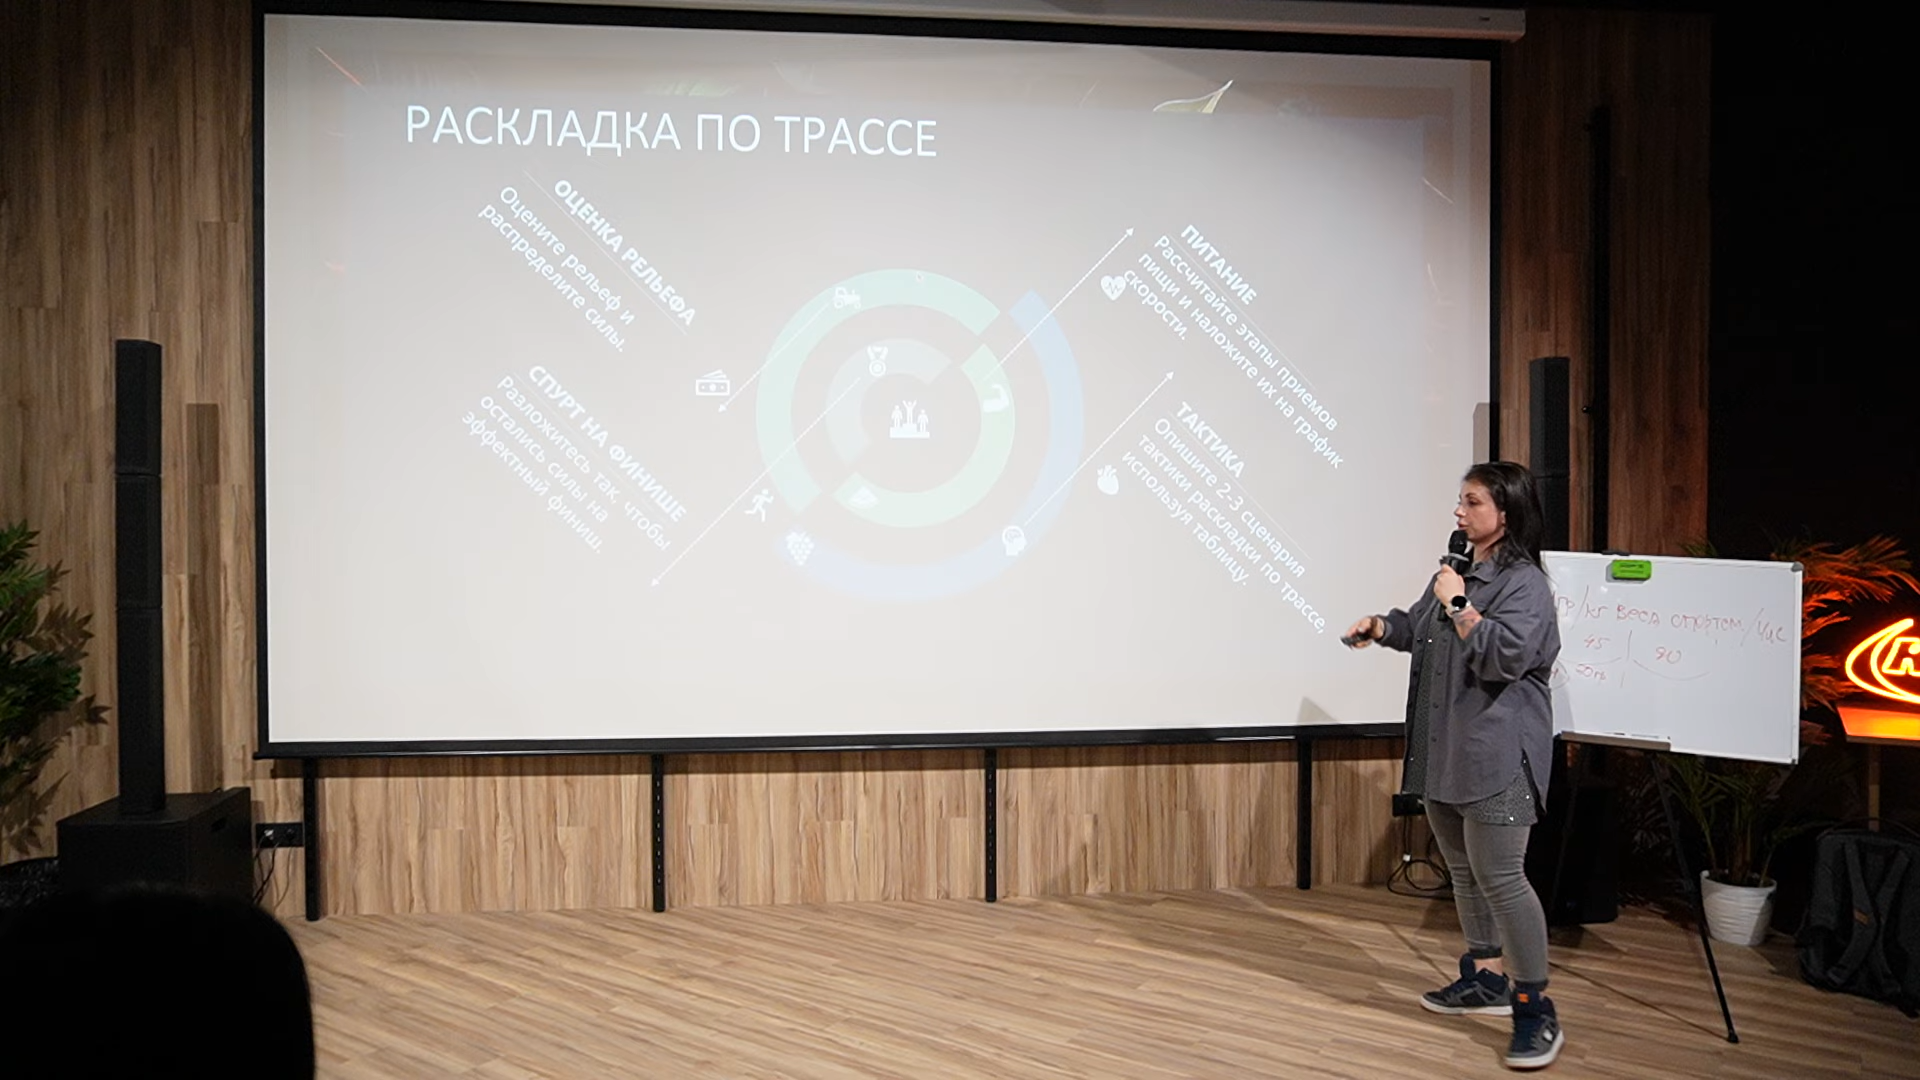 РАСКЛАДКА ПО ТРАССЕ
ОЦЕНКА РЕЛЬЕФА
Оцените рельеф и
распределите силы.
СПУРТ НА ФИНИШЕ
Разложитесь так, чтобы
остались силы на
эффектный финиш.
ПИТАНИЕ
Рассчитайте этапы приемов
пищи и наложите их на график
скорости.
ТАКТИКА
Опишите 2-3 сценария
тактики раскладки по трассе,
используя таблицу.
/кг веса спортсм/час
45 90